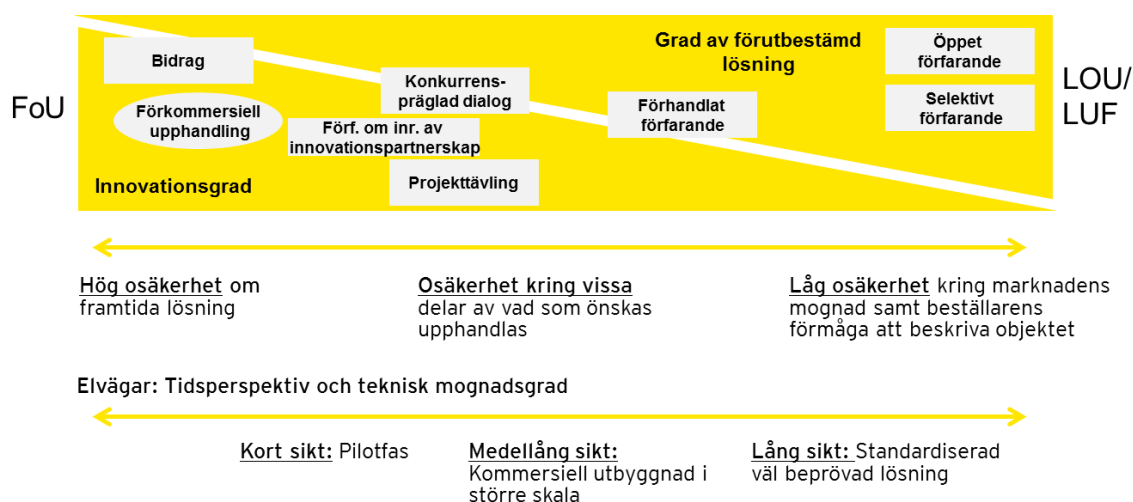 FoU
Bidrag
Förkommersiell
upphandling
Innovationsgrad
Konkurrens-
präglad dialog
Förf. om inr. av
innovationspartnerskap
Projekttävling
Grad av förutbestämd
lösning
Förhandlat
förfarande
Öppet
förfarande
Selektivt
förfarande
LOU/
LUF
Hög osäkerhet om
framtida lösning
Osäkerhet kring vissa
delar av vad som önskas
upphandlas
Låg osäkerhet kring marknadens
mognad samt beställarens
förmåga att beskriva objektet
Elvägar: Tidsperspektiv och teknisk mognadsgrad
Kort sikt: Pilotfas
Medellång sikt:
Kommersiell utbyggnad i
större skala
Lång sikt: Standardiserad
väl beprövad lösning